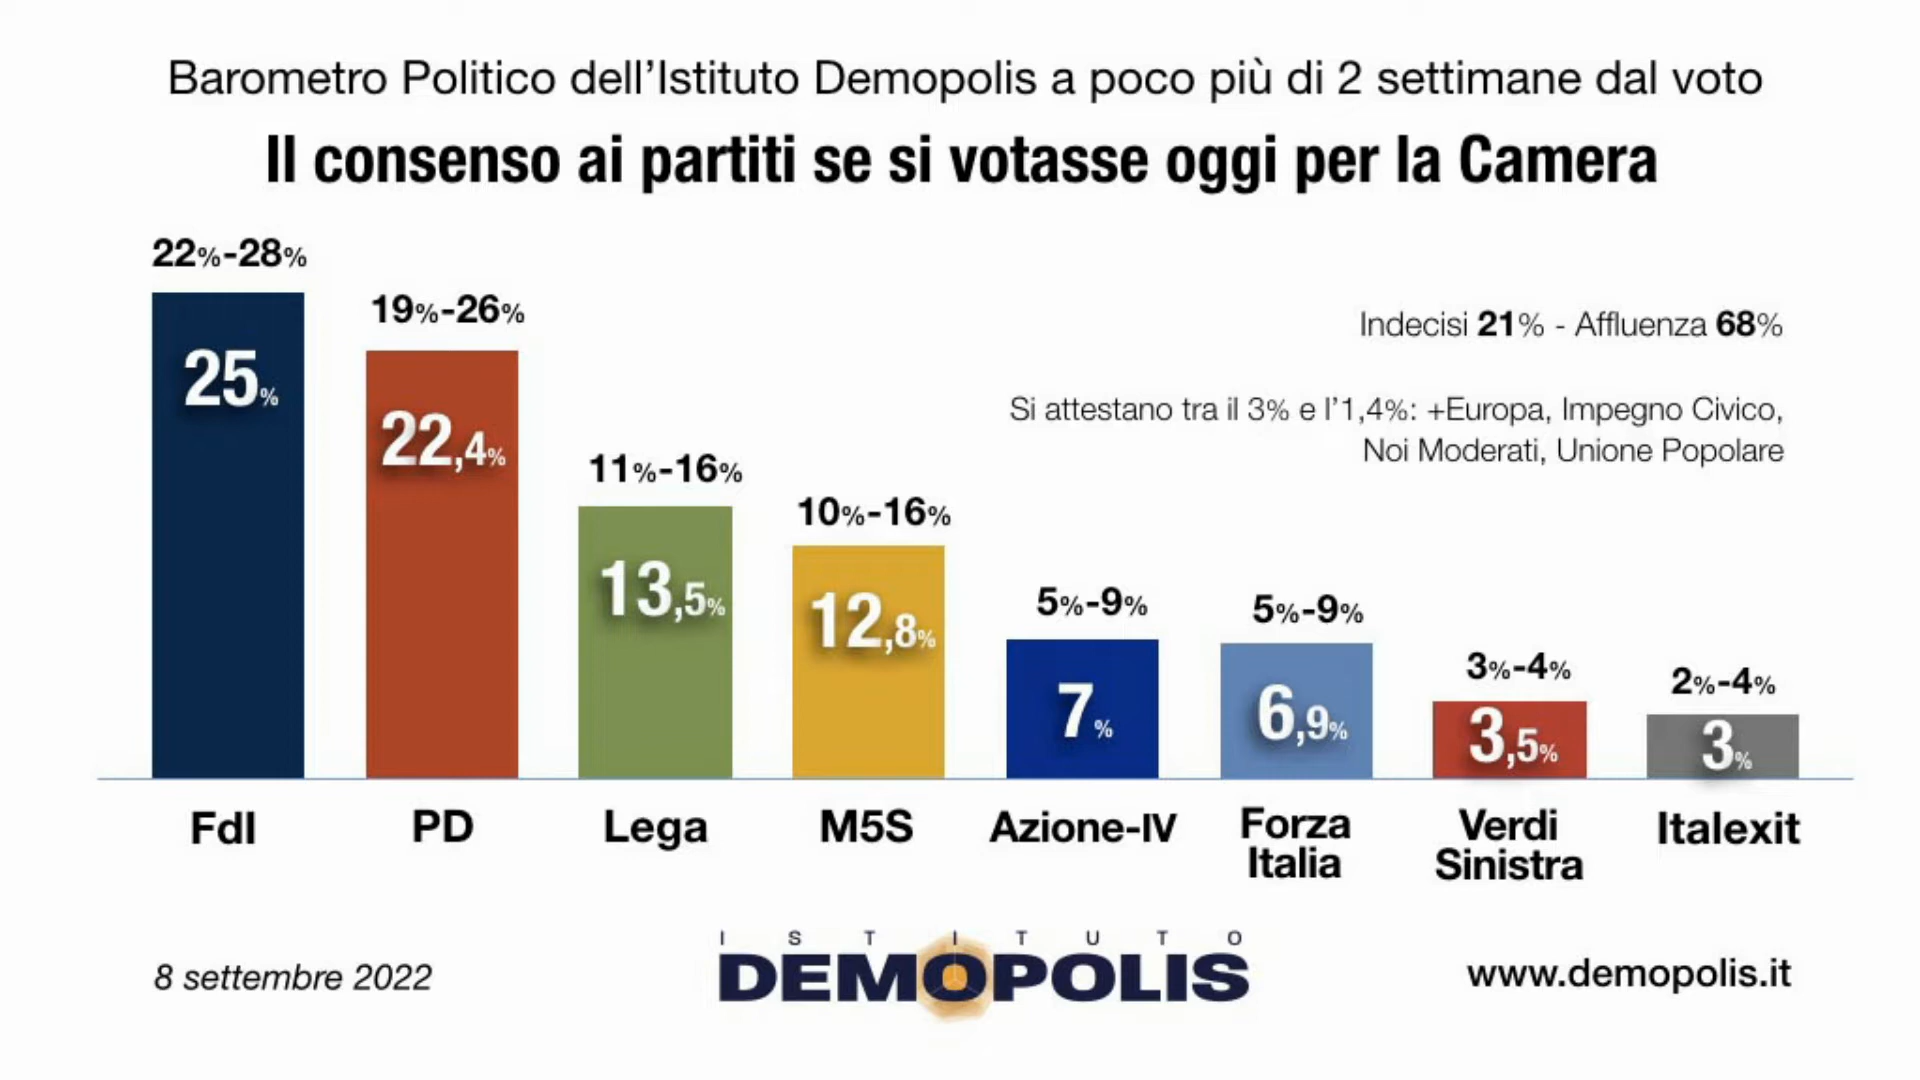 Barometro Politico dell’Istituto Demopolis a poco più di 2 settimane dal voto
Il consenso ai partiti se si votasse oggi per la Camera
22%-28%
19%-26%
Indecisi 21% - Affluenza 68%
Si attestano tra il 3% e l’1,4%: +Europa, Impegno Civico,
Noi Moderati, Unione Popolare
11%-16%
10%-16%
5%-9%
5%-9%
3%-4%
2%-4%
25%
22,4%
13,5%
12,8%
7%
6,9%
3,5%
3%
FdI
PD
Lega
M5S
Azione-IV
Forza
Italia
Verdi
Sinistra
Italexit
8 settembre 2022
ISTITUTO
DEMOPOLIS
www.demopolis.it